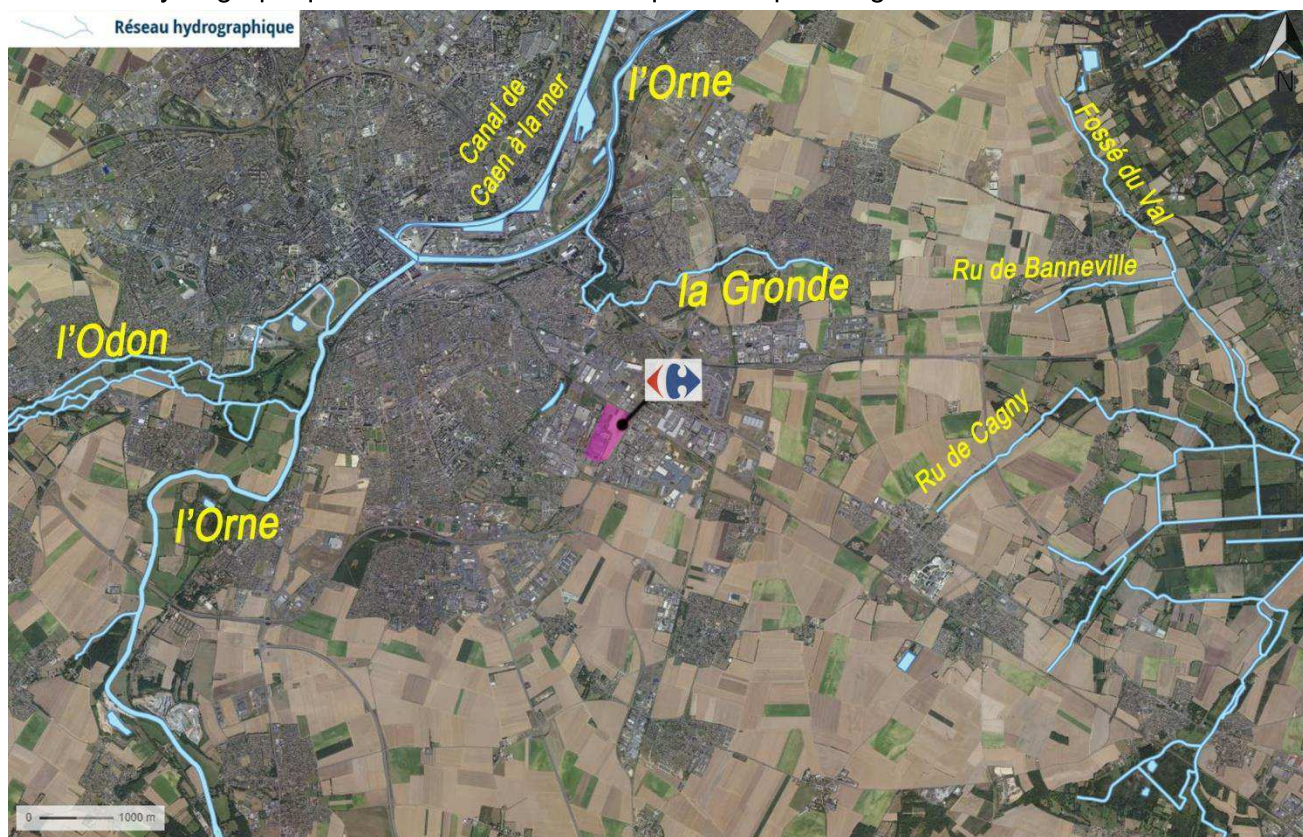 Réseau hydrographique
N
l'Orne
Canal de
Caen à la mer
Fossé du Val
Ru de Banneville
la Gronde
l'Odon
Ru de Cagny
l'Orne
0 1000 m